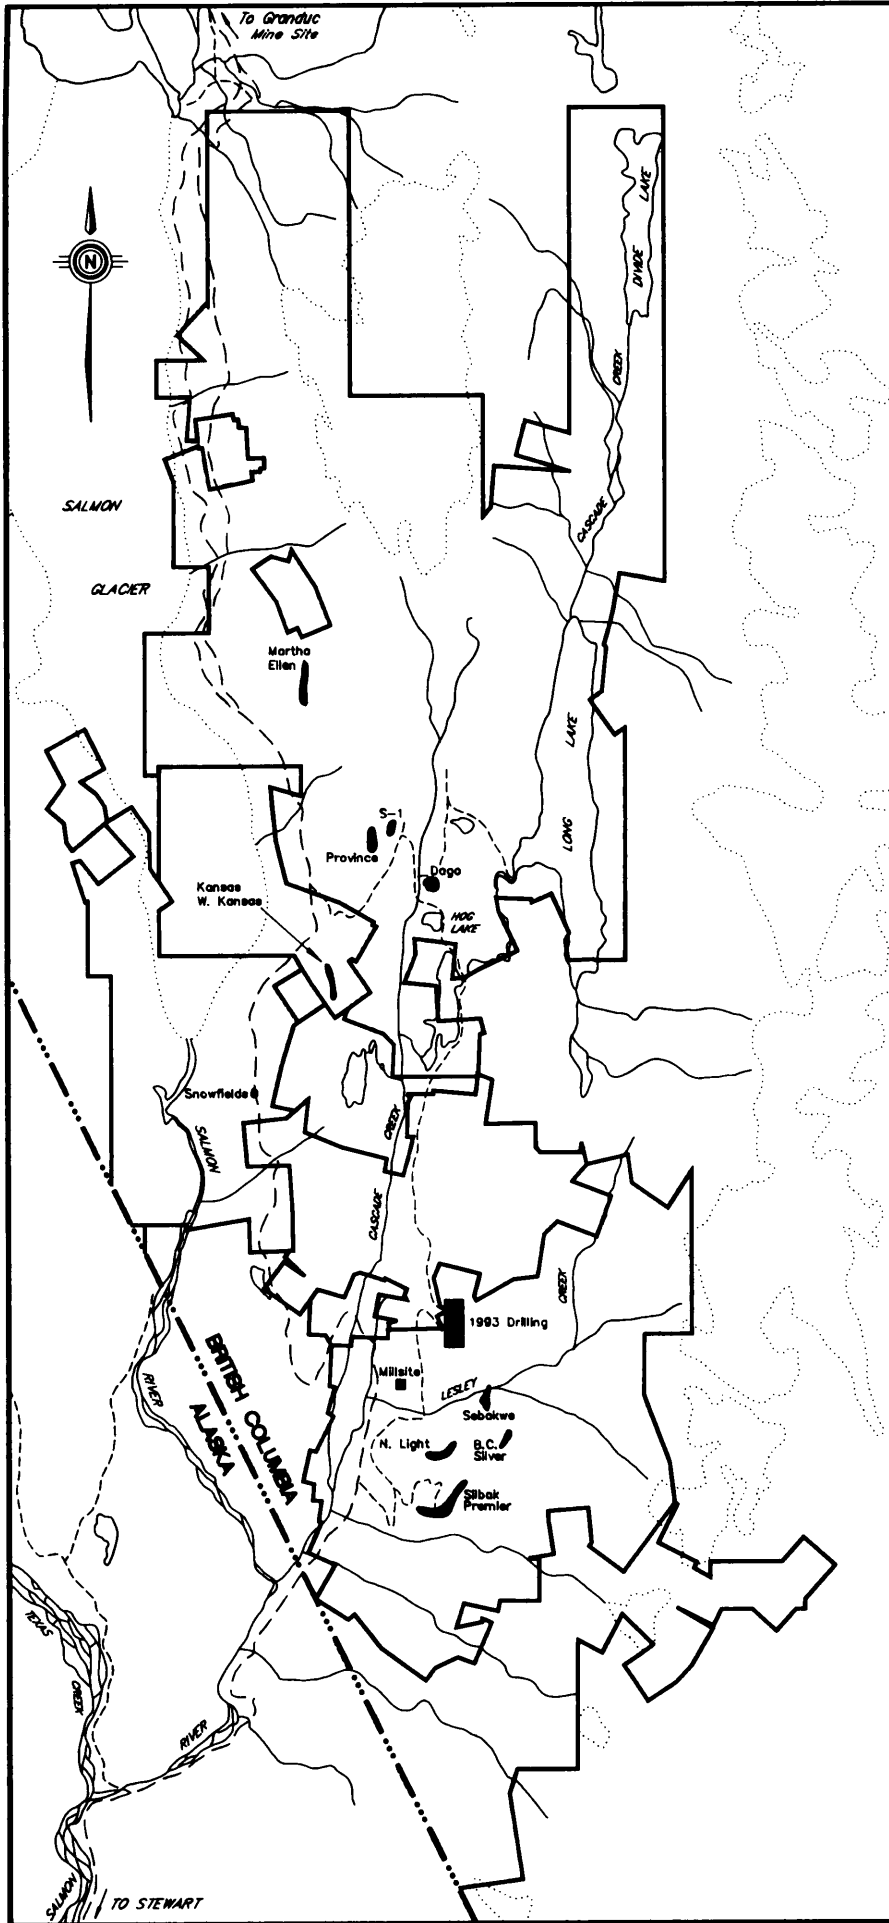 To Granduc
Mine Site
DIVIDE LAKE
N
CREEK
CASCADE
SALMON
GLACIER
Martha
Ellen
LAKE
LONG
S-1
Province
Dago
Kansas
W. Kansas
HOG
LAKE
Snowfields
SALMON
CREEK
CASCADE
CREEK
1993 Drilling
BRITISH COLUMBIA
ALASKA
RIVER
Millsite
LESLEY
Sebakwe
N. Light
B.C.
Silver
Silbak
Premier
TEXAS
CREEK
RIVER
SALMON
TO STEWART